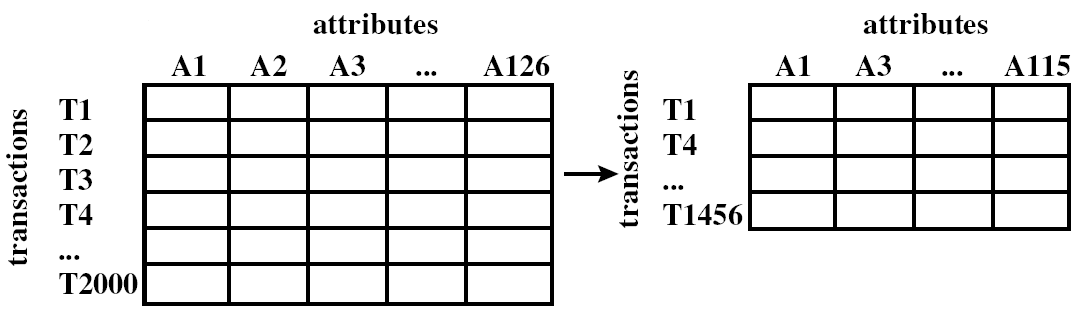 attributes
A1 A2 A3 ... A126
transactions
T1
T2
T3
T4
...
T2000
attributes
A1 A3 ... A115
transactions
T1
T4
...
T1456